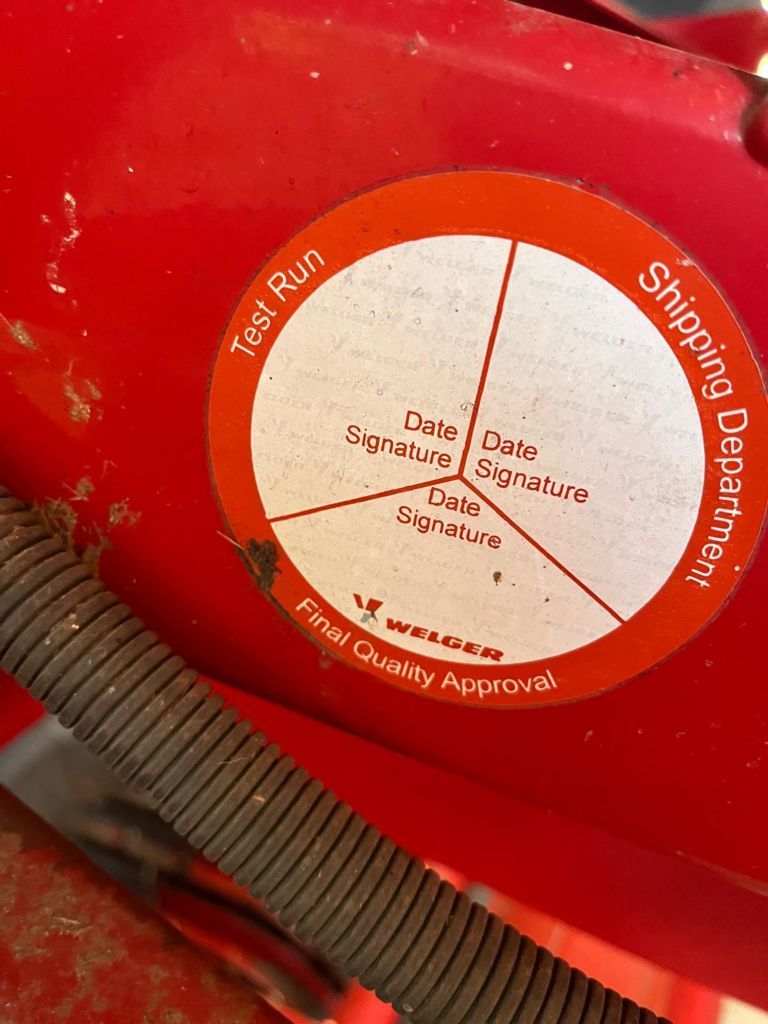 Test Run
Shipping Department
Date
Signature
Date
Signature
Date
Signature
WELGER
Final Quality Approval